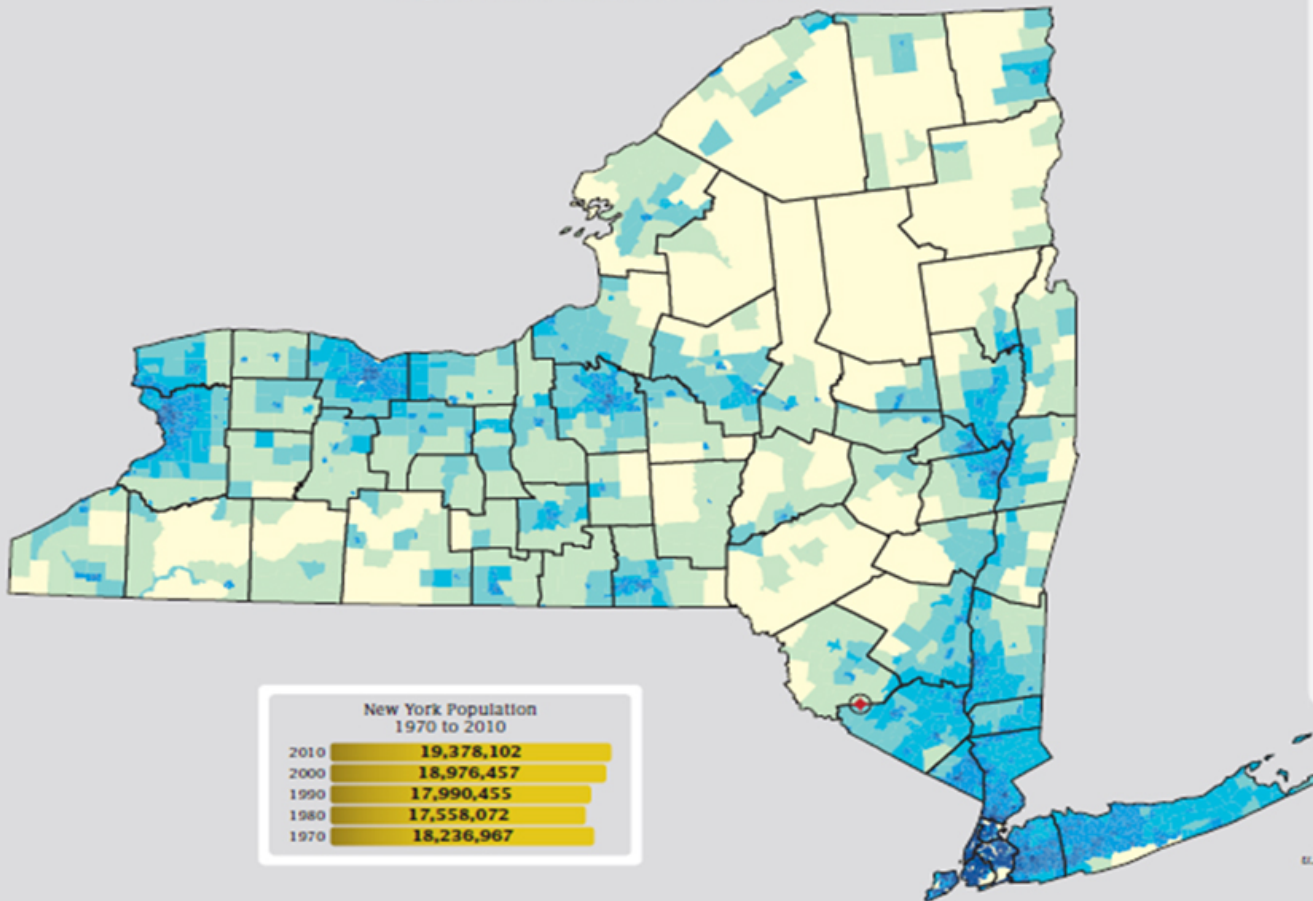 New York Population
1970 to 2010
2010 19,378,102
2000 18,976,457
1990 17,990,455
1980 17,558,072
1970 18,236,967